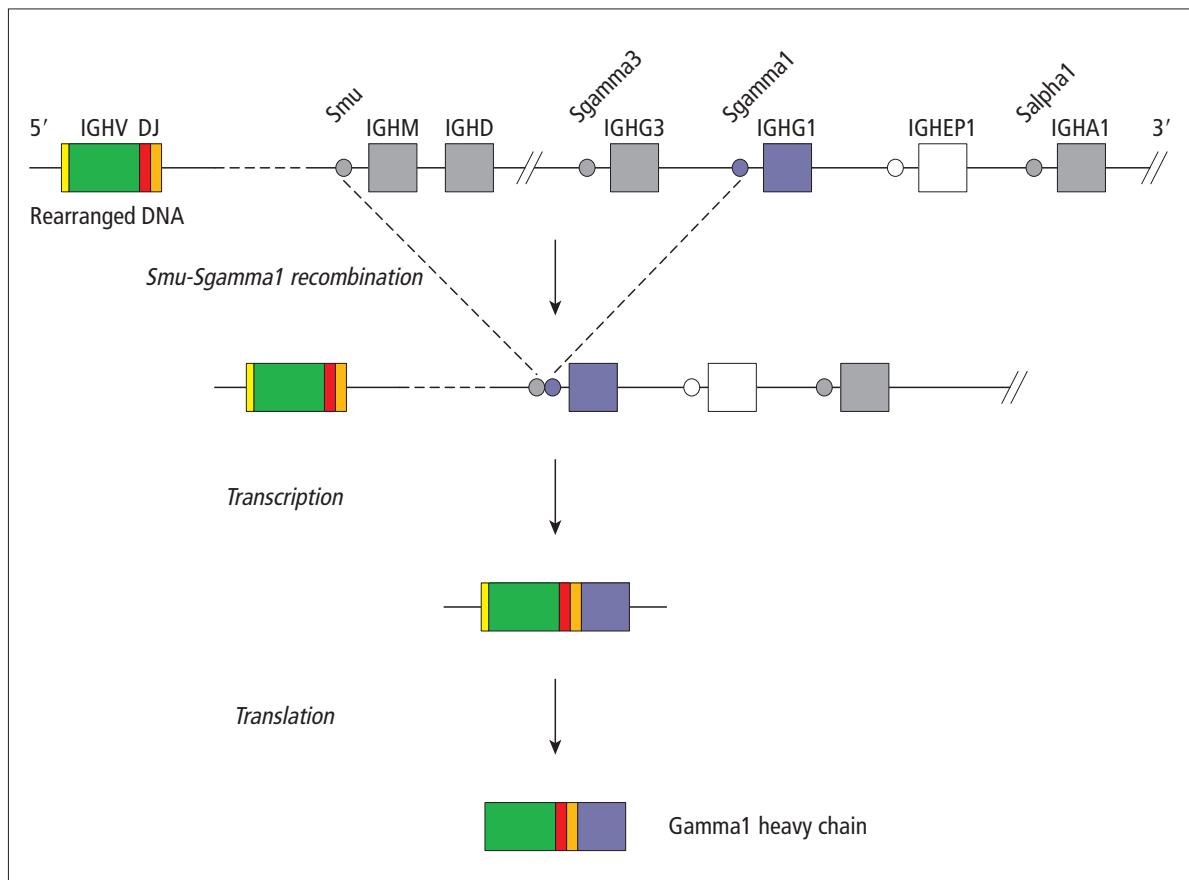 Smu
Sgamma3
Sgamma1
Salpha1
5′ IGHV DJ IGHM IGHD IGHG3 IGHG1 IGHEP1 IGHA1 3′
Rearranged DNA
Smu-Sgamma1 recombination
Transcription
Translation
Gamma1 heavy chain